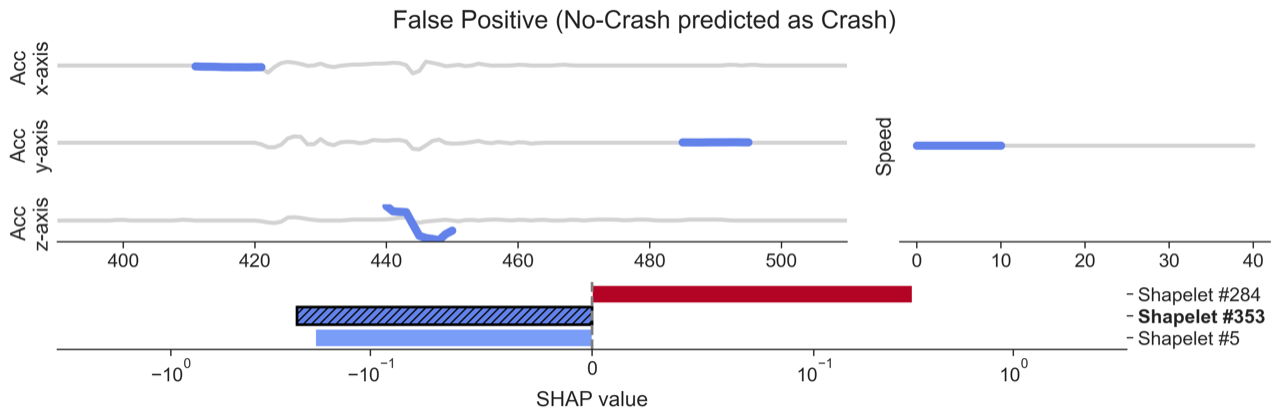 False Positive (No-Crash predicted as Crash)
Acc
x-axis
Acc
y-axis
Acc
z-axis
Speed
400 420 440 460 480 500
0 10 20 30 40
Shapelet #284
Shapelet #353
Shapelet #5
−10⁰ −10⁻¹ 0 10⁻¹ 10⁰
SHAP value